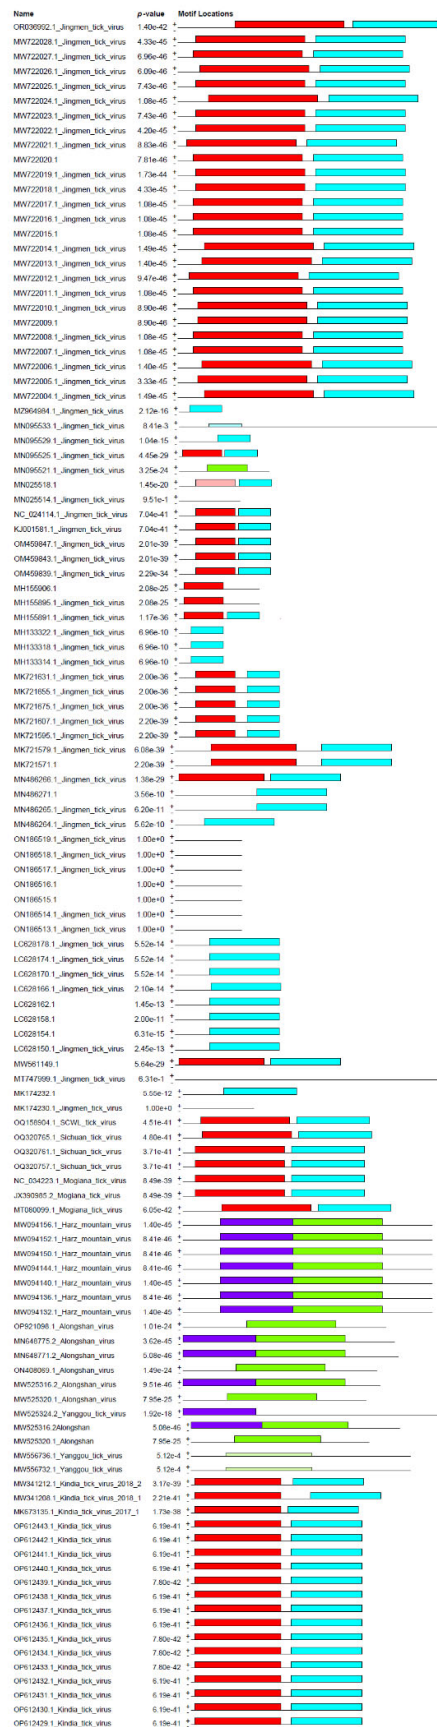 Name p-value Motif Locations
OR036992.1_Jingmen_tick_virus 1.40e-42 +
MW722028.1_Jingmen_tick_virus 4.33e-45 +
MW722027.1_Jingmen_tick_virus 6.96e-46 +
MW722026.1_Jingmen_tick_virus 6.09e-46 +
MW722025.1_Jingmen_tick_virus 7.43e-46 +
MW722024.1_Jingmen_tick_virus 1.08e-45 +
MW722023.1_Jingmen_tick_virus 7.43e-46 +
MW722022.1_Jingmen_tick_virus 4.20e-45 +
MW722021.1_Jingmen_tick_virus 8.83e-46 +
MW722020.1 7.81e-46 +
MW722019.1_Jingmen_tick_virus 1.73e-44 +
MW722018.1_Jingmen_tick_virus 4.33e-45 +
MW722017.1_Jingmen_tick_virus 1.08e-45 +
MW722016.1_Jingmen_tick_virus 1.08e-45 +
MW722015.1 1.08e-45 +
MW722014.1_Jingmen_tick_virus 1.49e-45 +
MW722013.1_Jingmen_tick_virus 1.40e-45 +
MW722012.1_Jingmen_tick_virus 9.47e-46 +
MW722011.1_Jingmen_tick_virus 1.08e-45 +
MW722010.1_Jingmen_tick_virus 8.90e-46 +
MW722009.1 8.90e-46 +
MW722008.1_Jingmen_tick_virus 1.08e-45 +
MW722007.1_Jingmen_tick_virus 1.08e-45 +
MW722006.1_Jingmen_tick_virus 1.40e-45 +
MW722005.1_Jingmen_tick_virus 3.33e-45 +
MW722004.1_Jingmen_tick_virus 1.49e-45 +
MZ964984.1_Jingmen_tick_virus 2.12e-16 +
MN095533.1_Jingmen_tick_virus 8.41e-3 +
MN095529.1_Jingmen_tick_virus 1.04e-15 +
MN095525.1_Jingmen_tick_virus 4.45e-29 +
MN095521.1_Jingmen_tick_virus 3.25e-24 +
MN025518.1 1.45e-20 +
MN025514.1_Jingmen_tick_virus 9.51e-1 +
NC_024114.1_Jingmen_tick_virus 7.04e-41 +
KJ001581.1_Jingmen_tick_virus 7.04e-41 +
OM459847.1_Jingmen_tick_virus 2.01e-39 +
OM459843.1_Jingmen_tick_virus 2.01e-39 +
OM459839.1_Jingmen_tick_virus 2.29e-34 +
MH155906.1 2.08e-25 +
MH155895.1_Jingmen_tick_virus 2.08e-25 +
MH155891.1_Jingmen_tick_virus 1.17e-36 +
MH133322.1_Jingmen_tick_virus 6.96e-10 +
MH133318.1_Jingmen_tick_virus 6.96e-10 +
MH133314.1_Jingmen_tick_virus 6.96e-10 +
MK721631.1_Jingmen_tick_virus 2.00e-36 +
MK721655.1_Jingmen_tick_virus 2.00e-36 +
MK721675.1_Jingmen_tick_virus 2.00e-36 +
MK721607.1_Jingmen_tick_virus 2.20e-39 +
MK721595.1_Jingmen_tick_virus 2.20e-39 +
MK721579.1_Jingmen_tick_virus 6.08e-39 +
MK721571.1 2.20e-39 +
MN486266.1_Jingmen_tick_virus 1.38e-29 +
MN486271.1 3.56e-10 +
MN486265.1_Jingmen_tick_virus 6.20e-11 +
MN486264.1_Jingmen_tick_virus 5.62e-10 +
ON186519.1_Jingmen_tick_virus 1.00e+0 +
ON186518.1_Jingmen_tick_virus 1.00e+0 +
ON186517.1_Jingmen_tick_virus 1.00e+0 +
ON186516.1 1.00e+0 +
ON186515.1 1.00e+0 +
ON186514.1_Jingmen_tick_virus 1.00e+0 +
ON186513.1_Jingmen_tick_virus 1.00e+0 +
LC628178.1_Jingmen_tick_virus 5.52e-14 +
LC628174.1_Jingmen_tick_virus 5.52e-14 +
LC628170.1_Jingmen_tick_virus 5.52e-14 +
LC628166.1_Jingmen_tick_virus 2.10e-14 +
LC628162.1 1.45e-13 +
LC628158.1 2.00e-11 +
LC628154.1 6.31e-15 +
LC628150.1_Jingmen_tick_virus 2.45e-13 +
MW561149.1 5.64e-29 +
MT747999.1_Jingmen_tick_virus 6.31e-1 +
MK174232.1 5.55e-12 +
MK174230.1_Jingmen_tick_virus 1.00e+0 +
OQ158904.1_SCWL_tick_virus 4.51e-41 +
OQ320765.1_Sichuan_tick_virus 4.80e-41 +
OQ320761.1_Sichuan_tick_virus 3.71e-41 +
OQ320757.1_Sichuan_tick_virus 3.71e-41 +
NC_034223.1_Mogiana_tick_virus 8.49e-39 +
JX390985.2_Mogiana_tick_virus 8.49e-39 +
MT080099.1_Mogiana_tick_virus 6.05e-42 +
MW094156.1_Harz_mountain_virus 1.40e-45 +
MW094152.1_Harz_mountain_virus 8.41e-46 +
MW094150.1_Harz_mountain_virus 8.41e-46 +
MW094144.1_Harz_mountain_virus 8.41e-46 +
MW094140.1_Harz_mountain_virus 1.40e-45 +
MW094136.1_Harz_mountain_virus 8.41e-46 +
MW094132.1_Harz_mountain_virus 1.40e-45 +
OP921098.1_Alongshan_virus 1.01e-24 +
MN648775.2_Alongshan_virus 3.62e-45 +
MN648771.2_Alongshan_virus 5.08e-46 +
ON408069.1_Alongshan_virus 1.49e-24 +
MW525316.2_Alongshan_virus 9.51e-46 +
MW525320.1_Alongshan_virus 7.95e-25 +
MW525324.2_Yanggou_tick_virus 1.92e-18 +
MW525316.2Alongshan 5.08e-46 +
MW525320.1_Alongshan 7.95e-25 +
MW556736.1_Yanggou_tick_virus 5.12e-4 +
MW556732.1_Yanggou_tick_virus 5.12e-4 +
MW341212.1_Kindia_tick_virus_2018_2 3.17e-39 +
MW341208.1_Kindia_tick_virus_2018_1 2.21e-41 +
MK673135.1_Kindia_tick_virus_2017_1 1.73e-38 +
OP612443.1_Kindia_tick_virus 6.19e-41 +
OP612442.1_Kindia_tick_virus 6.19e-41 +
OP612441.1_Kindia_tick_virus 6.19e-41 +
OP612440.1_Kindia_tick_virus 6.19e-41 +
OP612439.1_Kindia_tick_virus 7.80e-42 +
OP612438.1_Kindia_tick_virus 6.19e-41 +
OP612437.1_Kindia_tick_virus 6.19e-41 +
OP612436.1_Kindia_tick_virus 6.19e-41 +
OP612435.1_Kindia_tick_virus 7.80e-42 +
OP612434.1_Kindia_tick_virus 7.80e-42 +
OP612433.1_Kindia_tick_virus 7.80e-42 +
OP612432.1_Kindia_tick_virus 6.19e-41 +
OP612431.1_Kindia_tick_virus 6.19e-41 +
OP612430.1_Kindia_tick_virus 6.19e-41 +
OP612429.1_Kindia_tick_virus 6.19e-41 +